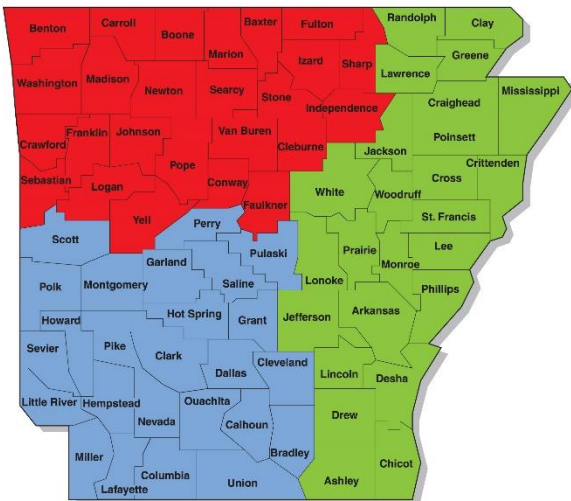 Benton
Carroll
Boone
Baxter
Fulton
Randolph
Clay
Marion
Izard
Sharp
Greene
Washington
Madison
Newton
Searcy
Stone
Lawrence
Mississippi
Independence
Craighead
Crawford
Franklin
Johnson
Van Buren
Cleburne
Poinsett
Jackson
Crittenden
Sebastian
Logan
Pope
Conway
Faulkner
White
Woodruff
Cross
Yell
St. Francis
Scott
Perry
Pulaski
Prairie
Lee
Garland
Monroe
Polk
Montgomery
Saline
Lonoke
Phillips
Howard
Hot Spring
Grant
Jefferson
Arkansas
Sevier
Pike
Clark
Cleveland
Dallas
Lincoln
Desha
Little River
Hempstead
Ouachita
Nevada
Calhoun
Drew
Miller
Bradley
Columbia
Union
Chicot
Lafayette
Ashley